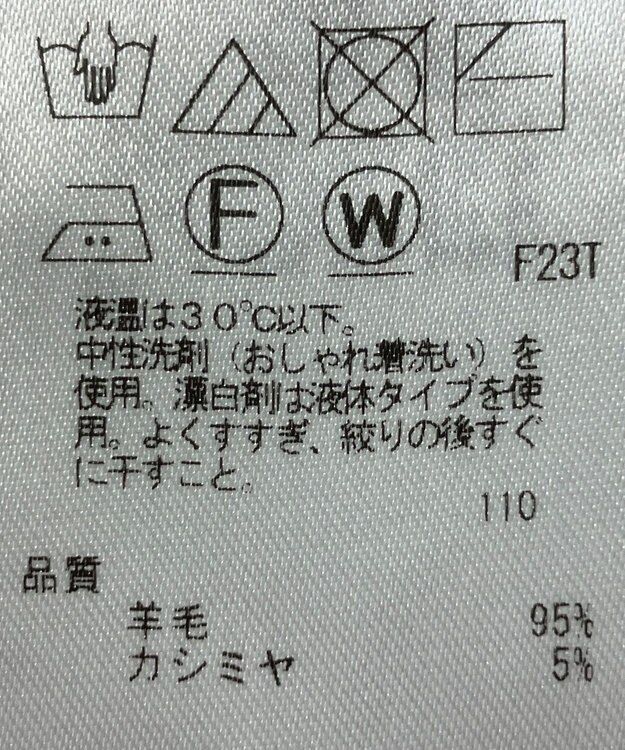 F
W
F23T
液温は30℃以下。
中性洗剤（おしゃれ着洗い）を
使用。漂白剤は液体タイプを使
用。よくすすぎ、絞りの後すぐ
に干すこと。
110
品質
羊毛 95%
カシミヤ 5%